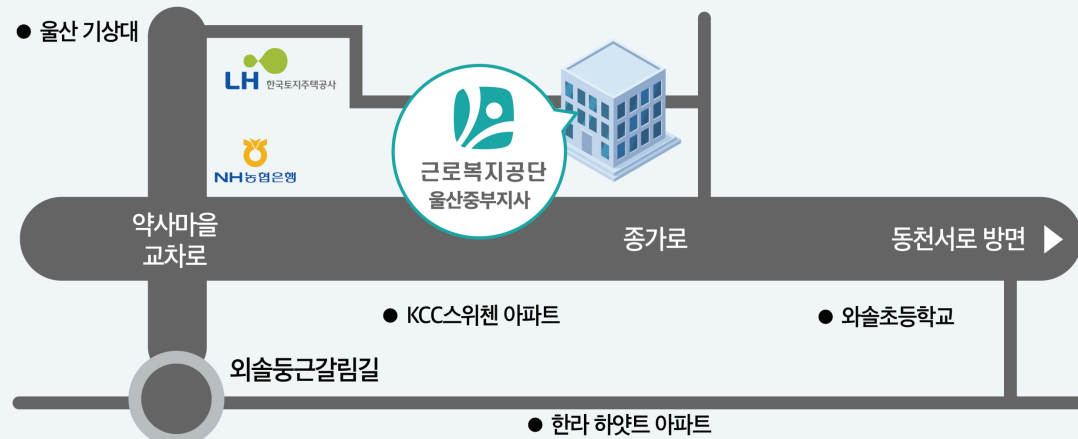 울산 기상대
LH 한국토지주택공사
NH농협은행
근로복지공단
울산중부지사
약사마을
교차로
종가로
동천서로 방면
KCC스위첸 아파트
와솔초등학교
외솔둥근갈림길
한라 하얏트 아파트